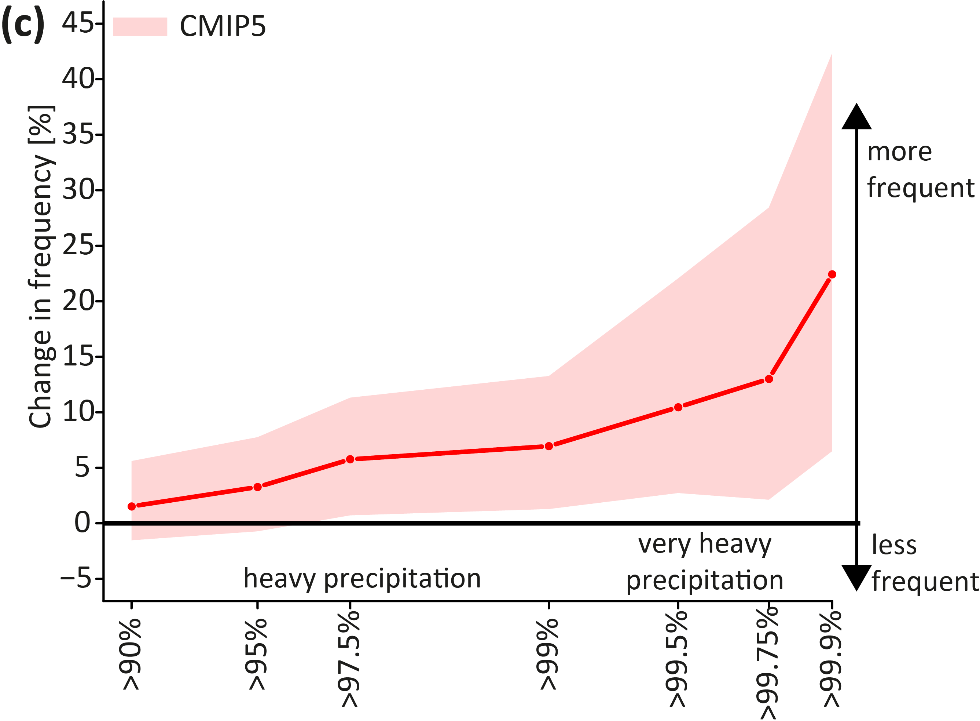 (c)
CMIP5
Change in frequency [%]
45
40
35
30
25
20
15
10
5
0
−5
more
frequent
less
frequent
heavy precipitation
very heavy
precipitation
>90%
>95%
>97.5%
>99%
>99.5%
>99.75%
>99.9%